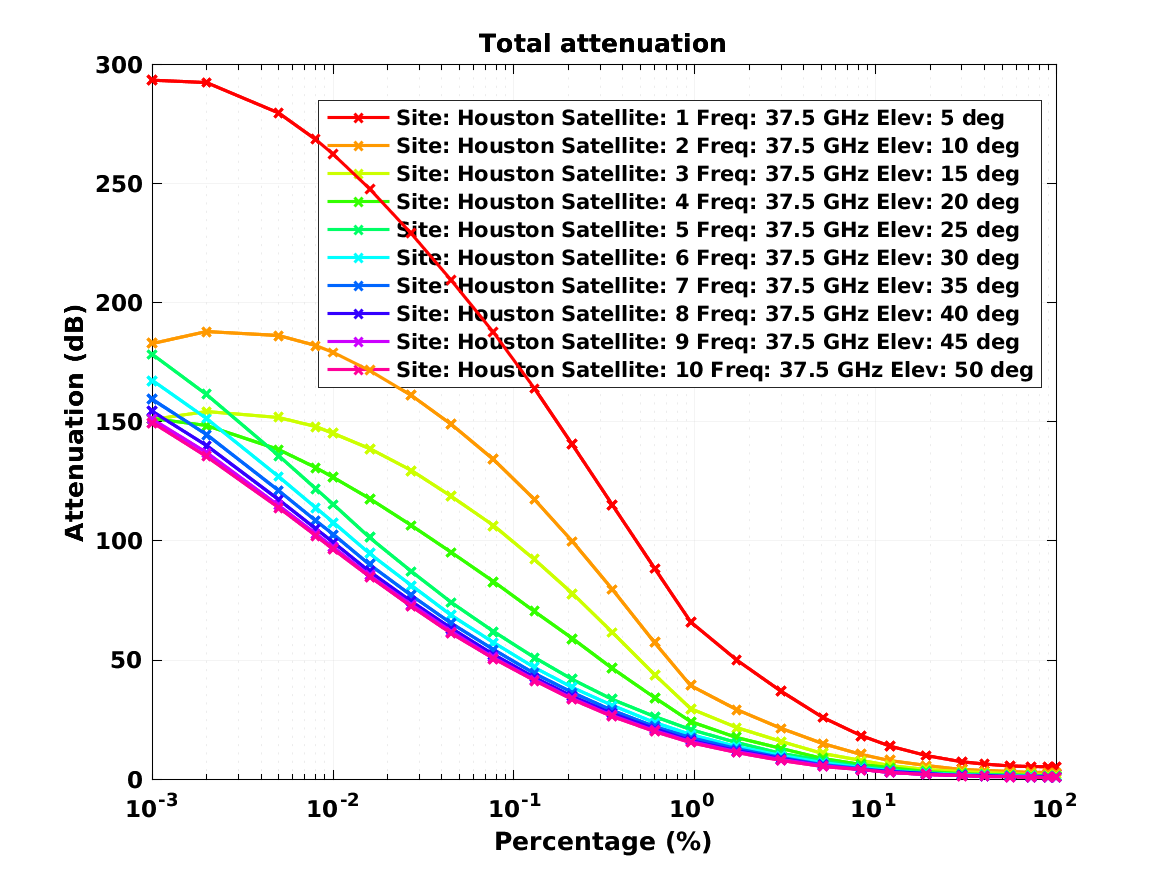 Total attenuation
300
250
200
150
100
50
0
Attenuation (dB)
Site: Houston Satellite: 1 Freq: 37.5 GHz Elev: 5 deg
Site: Houston Satellite: 2 Freq: 37.5 GHz Elev: 10 deg
Site: Houston Satellite: 3 Freq: 37.5 GHz Elev: 15 deg
Site: Houston Satellite: 4 Freq: 37.5 GHz Elev: 20 deg
Site: Houston Satellite: 5 Freq: 37.5 GHz Elev: 25 deg
Site: Houston Satellite: 6 Freq: 37.5 GHz Elev: 30 deg
Site: Houston Satellite: 7 Freq: 37.5 GHz Elev: 35 deg
Site: Houston Satellite: 8 Freq: 37.5 GHz Elev: 40 deg
Site: Houston Satellite: 9 Freq: 37.5 GHz Elev: 45 deg
Site: Houston Satellite: 10 Freq: 37.5 GHz Elev: 50 deg
10^-3 10^-2 10^-1 10^0 10^1 10^2
Percentage (%)